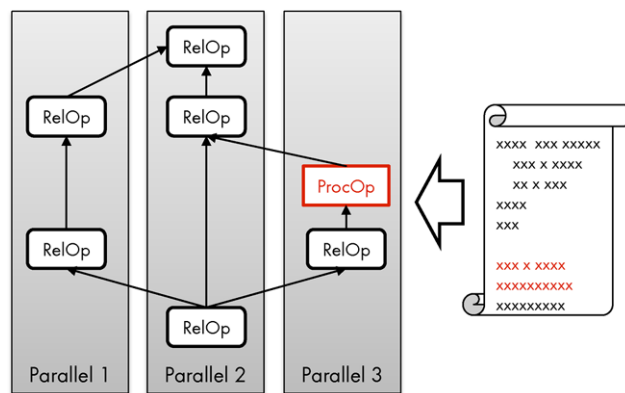 RelOp
RelOp
RelOp
ProcOp
RelOp
RelOp
RelOp
Parallel 1
Parallel 2
Parallel 3
xxxx xxx xxxxx
xxx x xxxx
xx x xxx
xxxx
xxx
xxx x xxxx
xxxxxxxxxx
xxxxxxxxx